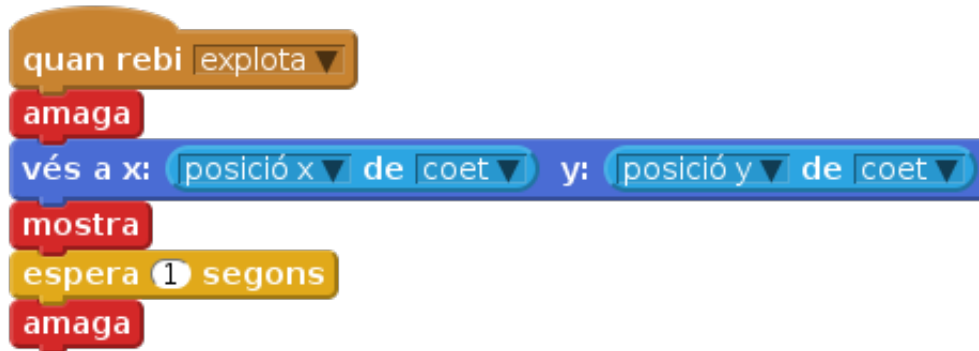 quan rebi explota
amaga
vés a x: posició x de coet y: posició y de coet
mostra
espera 1 segons
amaga